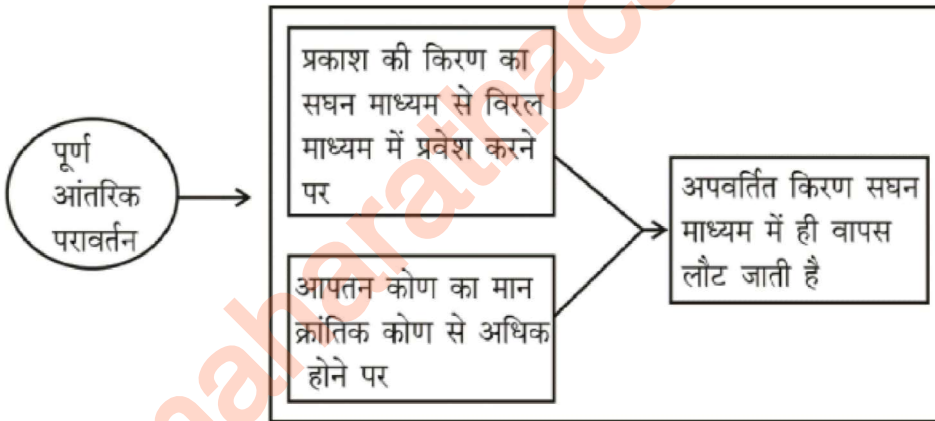 पूर्ण
आंतरिक
परावर्तन
प्रकाश की किरण का
सघन माध्यम से विरल
माध्यम में प्रवेश करने
पर
आपतन कोण का मान
क्रांतिक कोण से अधिक
होने पर
अपवर्तित किरण सघन
माध्यम में ही वापस
लौट जाती है
maharathac